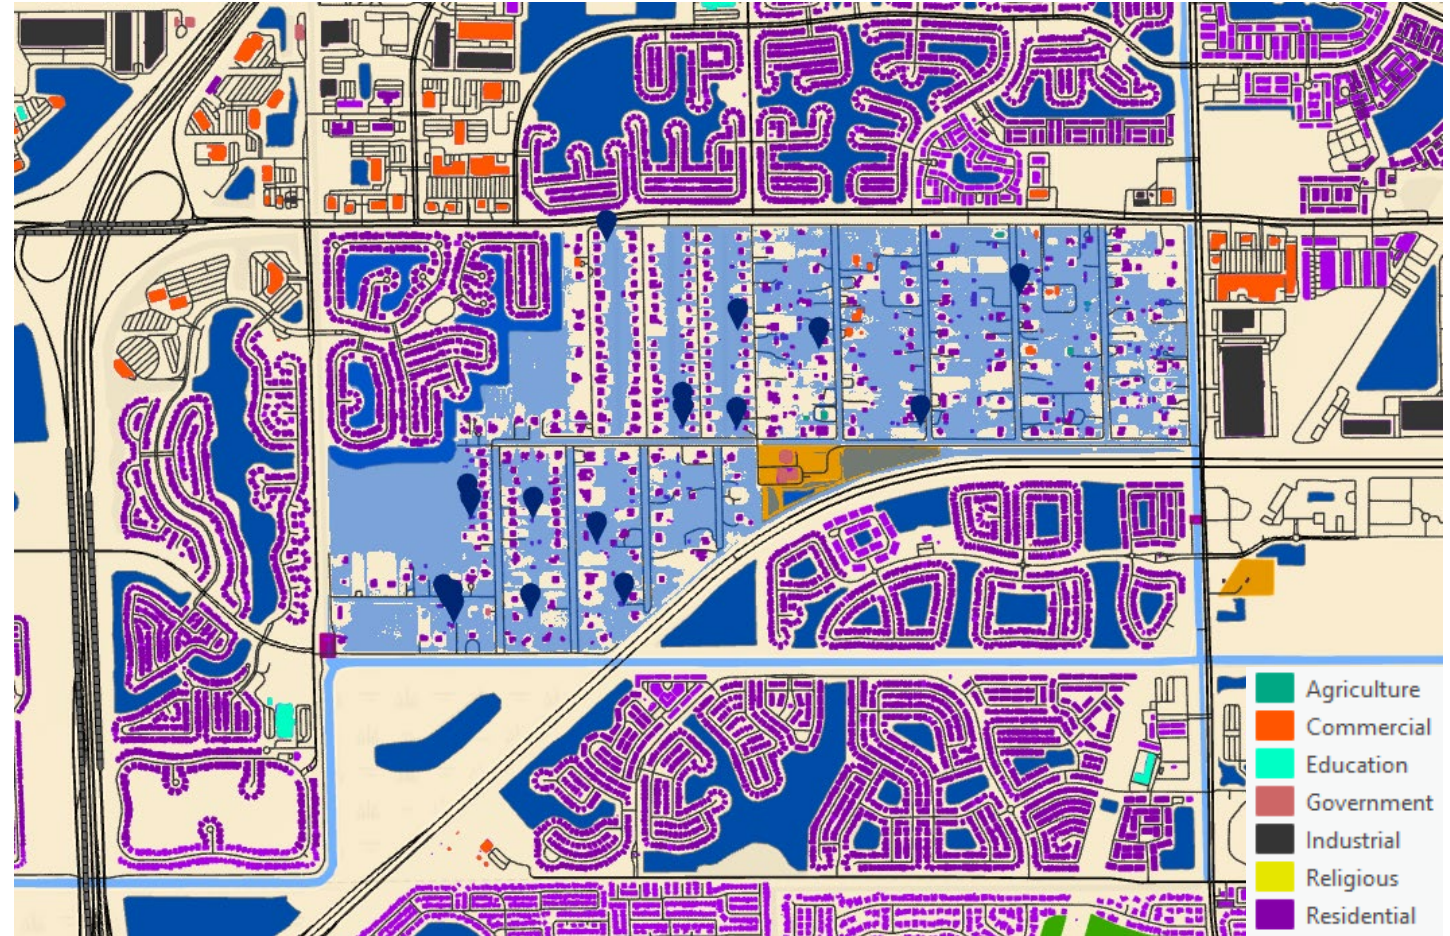 Agriculture
Commercial
Education
Government
Industrial
Religious
Residential